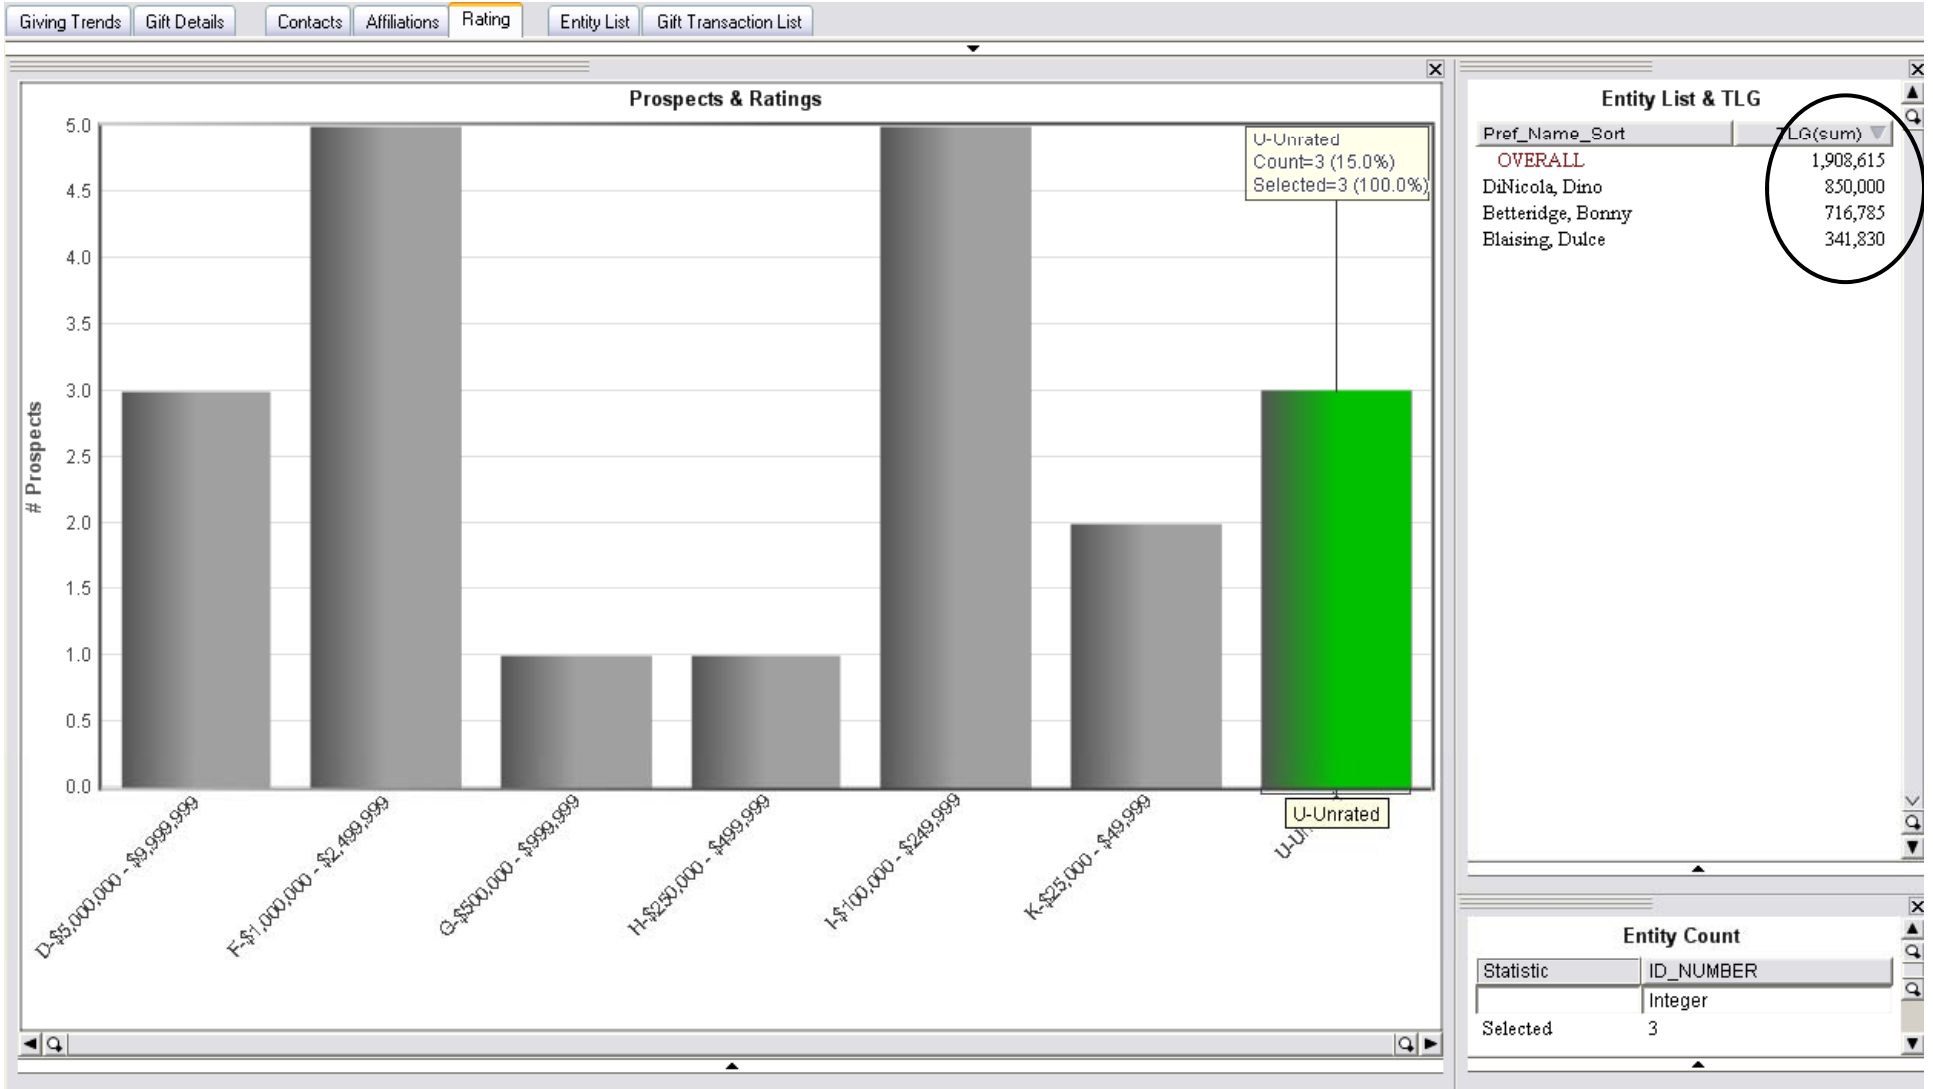 Giving Trends Gift Details Contacts Affiliations Rating Entity List Gift Transaction List
Prospects & Ratings
5.0
4.5
4.0
3.5
3.0
2.5
2.0
1.5
1.0
0.5
0.0
# Prospects
U-Unrated
Count=3 (15.0%)
Selected=3 (100.0%)
D-$5,000,000 - $9,999,999
F-$1,000,000 - $2,499,999
G-$500,000 - $999,999
H-$250,000 - $499,999
I-$100,000 - $249,999
K-$25,000 - $49,999
U-Un
U-Unrated
Entity List & TLG
Pref_Name_Sort TLG(sum)
OVERALL 1,908,615
DiNicola, Dino 850,000
Betteridge, Bonny 716,785
Blaising, Dulce 341,830
Entity Count
Statistic ID_NUMBER
Integer
Selected 3